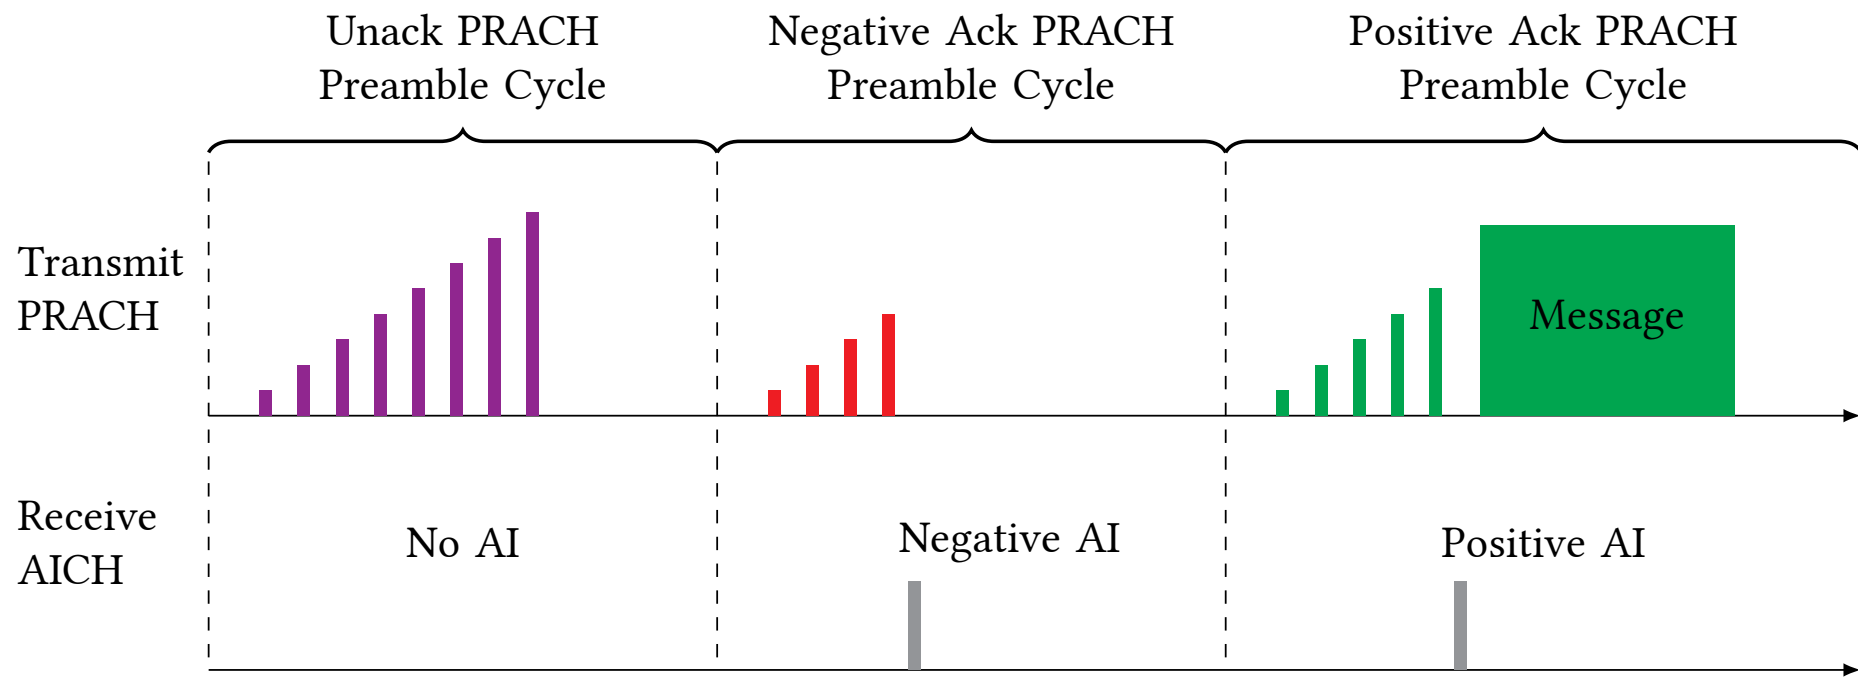 Unack PRACH
Preamble Cycle
Negative Ack PRACH
Preamble Cycle
Positive Ack PRACH
Preamble Cycle
Transmit
PRACH
Message
Receive
AICH
No AI
Negative AI
Positive AI